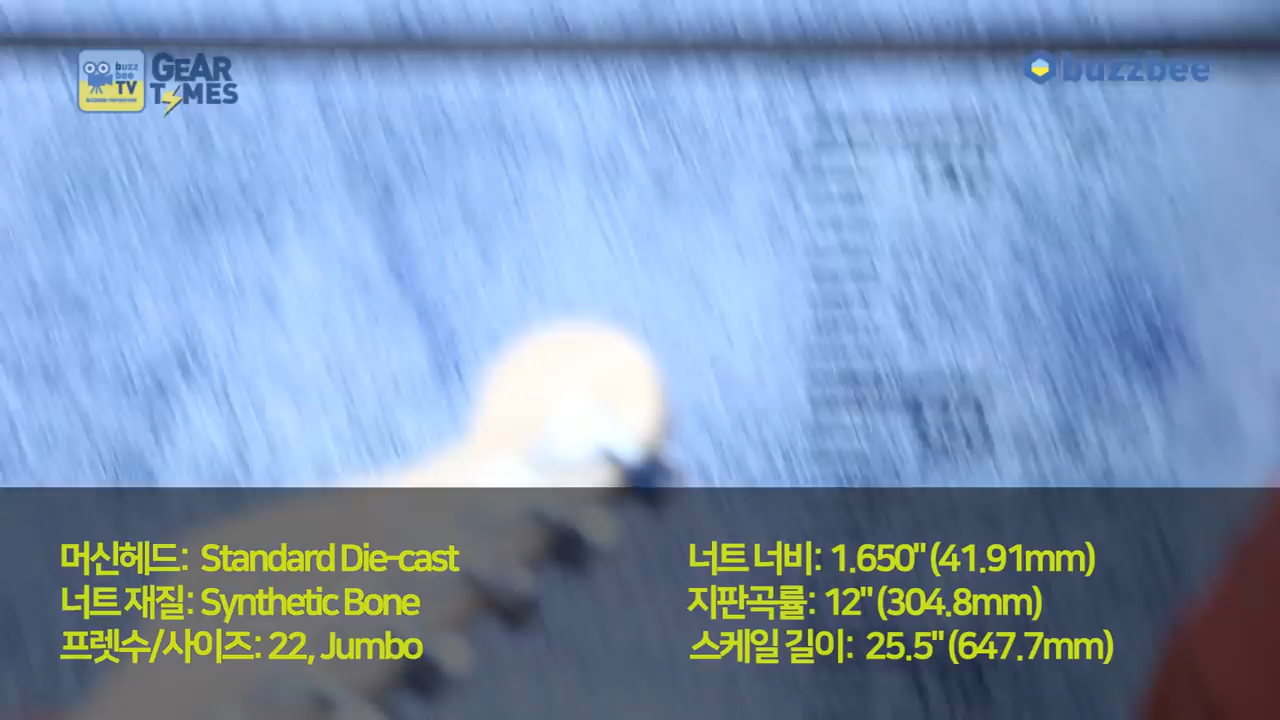 buzz
bee
TV
GEAR
TIMES
buzzbee
머신헤드: Standard Die-cast
너트 재질: Synthetic Bone
프렛수/사이즈: 22, Jumbo
너트 너비: 1.650" (41.91mm)
지판곡률: 12" (304.8mm)
스케일 길이: 25.5" (647.7mm)